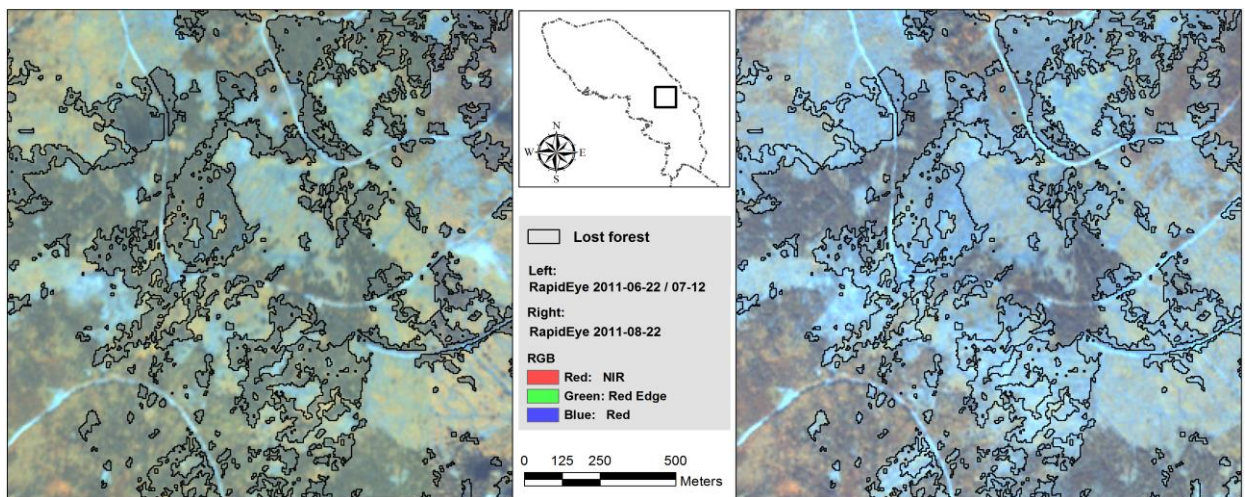 N
W E
S
Lost forest
Left:
RapidEye 2011-06-22 / 07-12
Right:
RapidEye 2011-08-22
RGB
Red: NIR
Green: Red Edge
Blue: Red
0 125 250 500
Meters